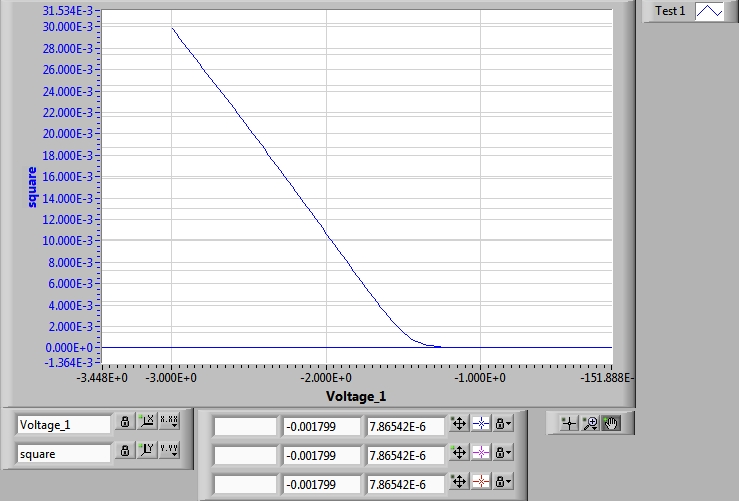 Test 1
31.534E-3
30.000E-3
28.000E-3
26.000E-3
24.000E-3
22.000E-3
20.000E-3
18.000E-3
16.000E-3
14.000E-3
12.000E-3
10.000E-3
8.000E-3
6.000E-3
4.000E-3
2.000E-3
0.000E+0
-1.364E-3
square
-3.448E+0 -3.000E+0 -2.000E+0 -1.000E+0 -151.888E-
Voltage_1
Voltage_1 X.XX
square Y.YY
-0.001799 7.86542E-6
-0.001799 7.86542E-6
-0.001799 7.86542E-6